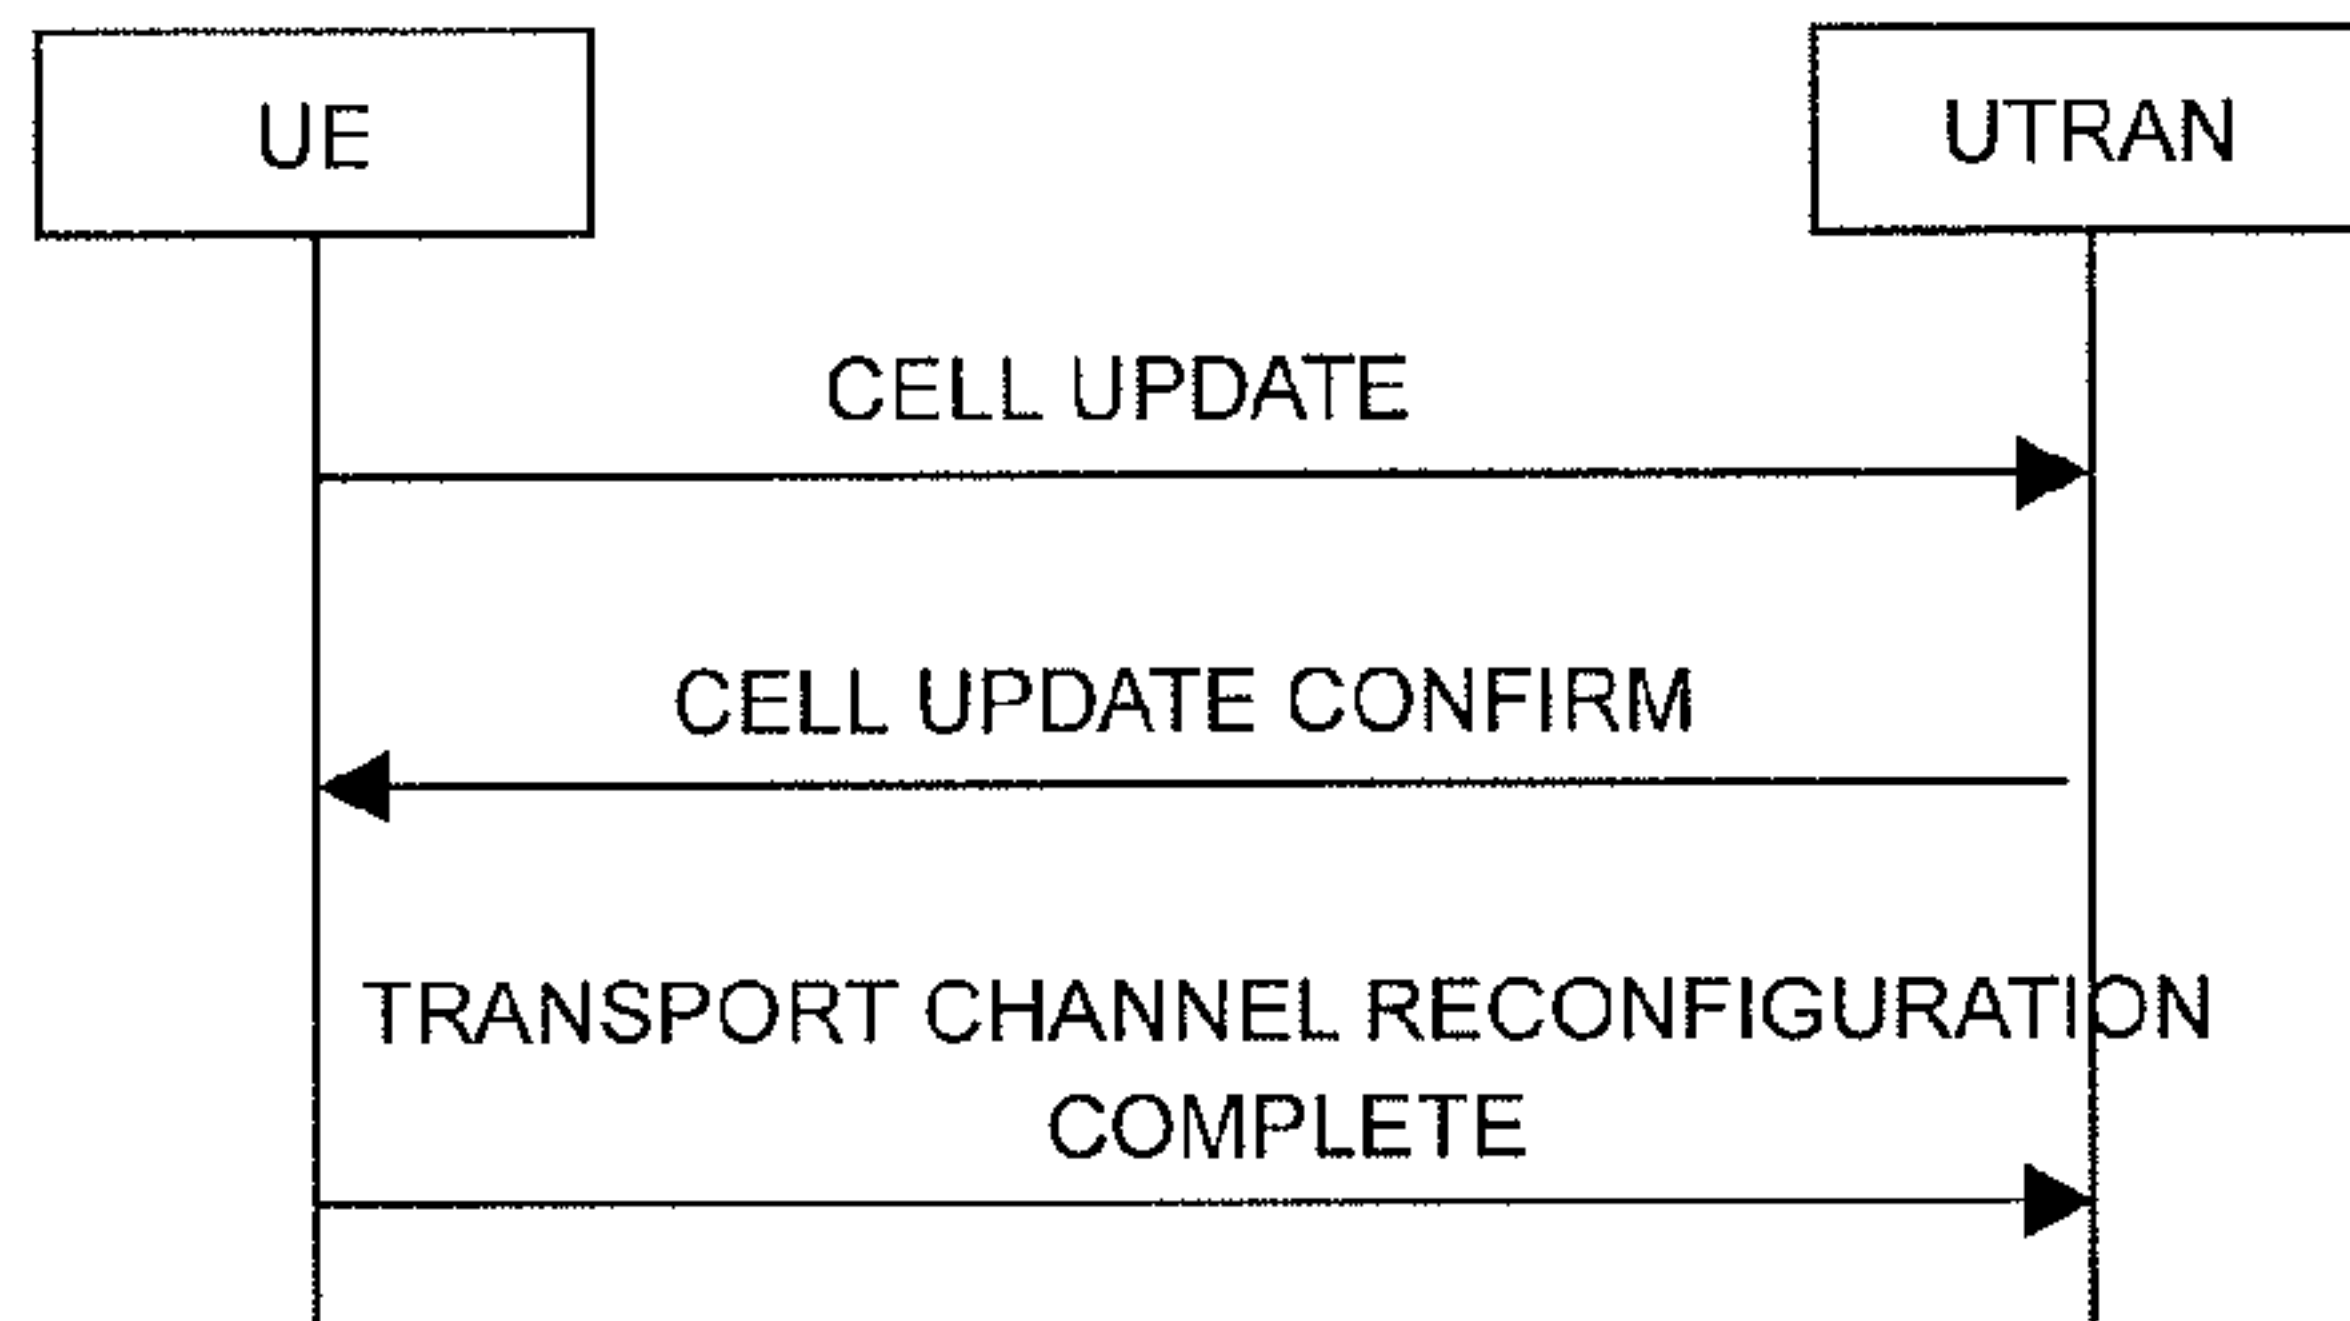 UE
UTRAN
CELL UPDATE
CELL UPDATE CONFIRM
TRANSPORT CHANNEL RECONFIGURATION
COMPLETE